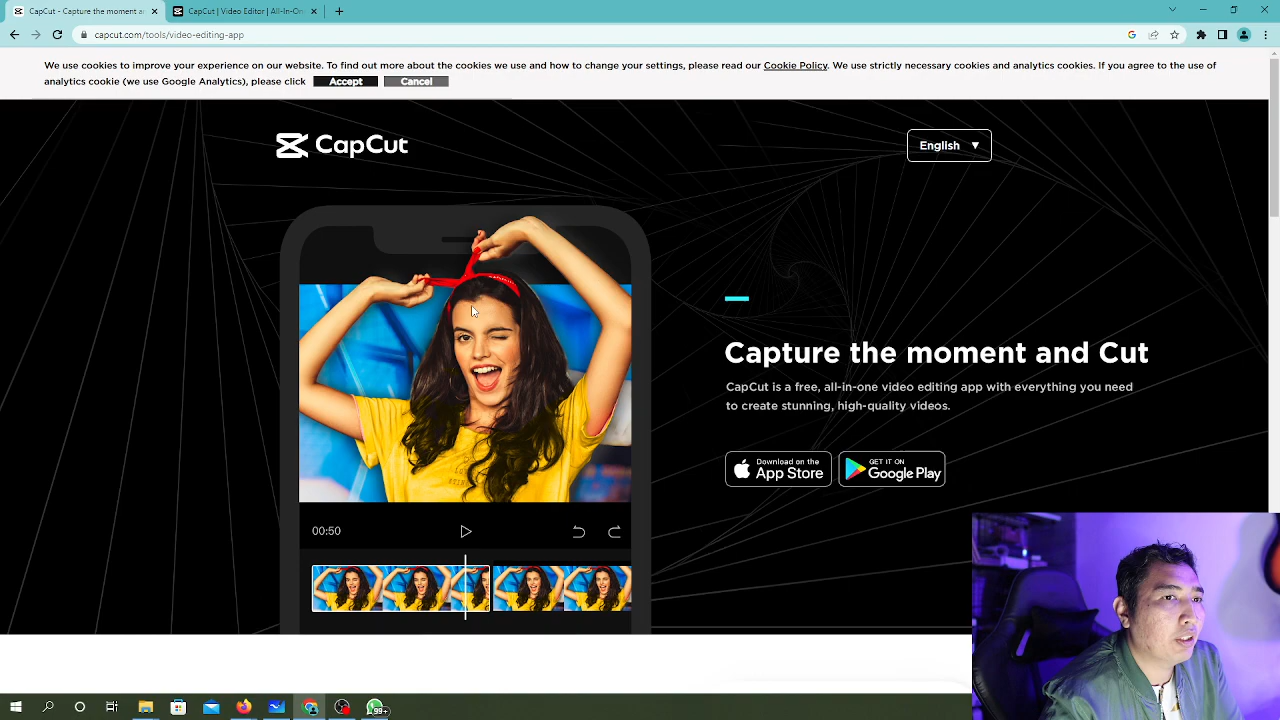 CapCut - Capture the moment ar
CapCut | Video Editor | All-In-One
capcut.com/tools/video-editing-app
We use cookies to improve your experience on our website. To find out more about the cookies we use and how to change your settings, please read our Cookie Policy. We use strictly necessary cookies and analytics cookies. If you agree to the use of
analytics cookie (we use Google Analytics), please click Accept Cancel
CapCut
English ▼
Capture the moment and Cut
CapCut is a free, all-in-one video editing app with everything you need
to create stunning, high-quality videos.
Download on the
App Store
GET IT ON
Google Play
00:50
99+